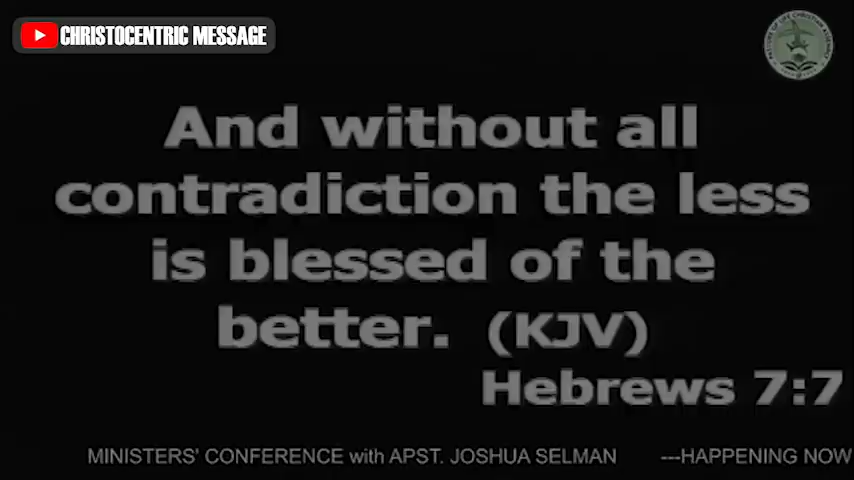 CHRISTOCENTRIC MESSAGE
And without all
contradiction the less
is blessed of the
better. (KJV)
Hebrews 7:7
MINISTERS' CONFERENCE with APST. JOSHUA SELMAN ---HAPPENING NOW